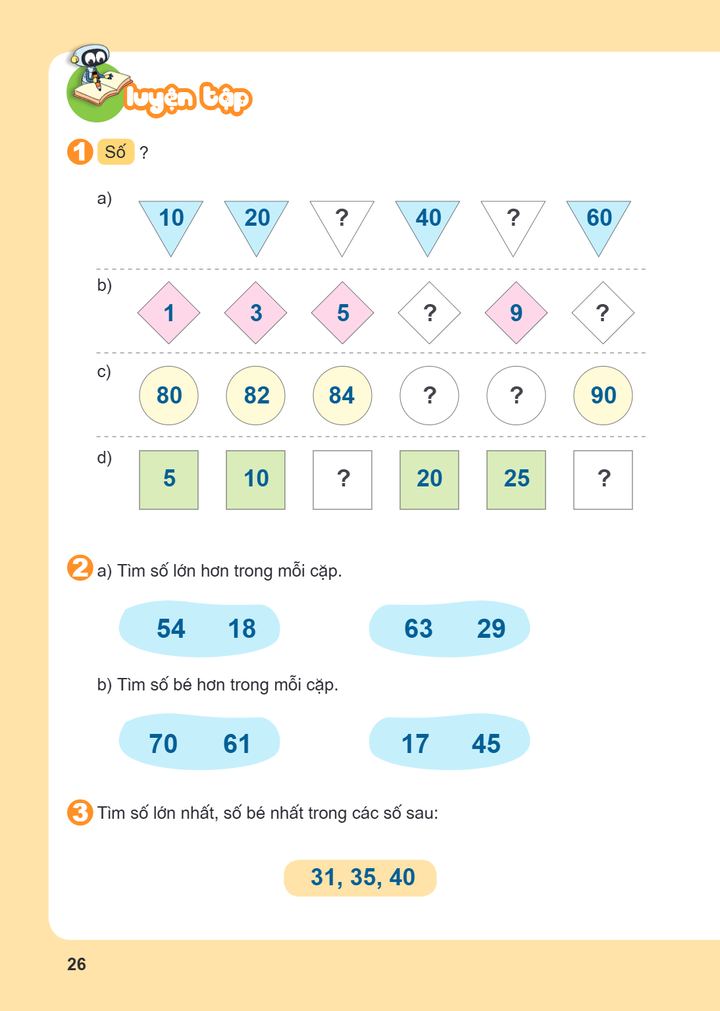 luyện tập
1 Số ?
a) 10 20 ? 40 ? 60
b) 1 3 5 ? 9 ?
c) 80 82 84 ? ? 90
d) 5 10 ? 20 25 ?
2 a) Tìm số lớn hơn trong mỗi cặp.
54 18 63 29
b) Tìm số bé hơn trong mỗi cặp.
70 61 17 45
3 Tìm số lớn nhất, số bé nhất trong các số sau:
31, 35, 40
26